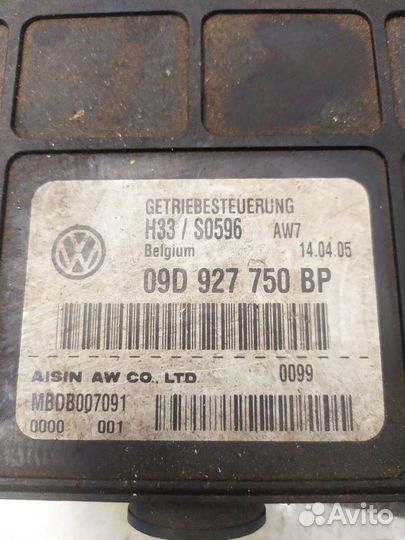 GETRIEBESTEUERUNG
H33 / S0596 AW7
Belgium 14.04.05
09D 927 750 BP
AISIN AW CO., LTD 0099
MBDB007091
0000 001
Avito